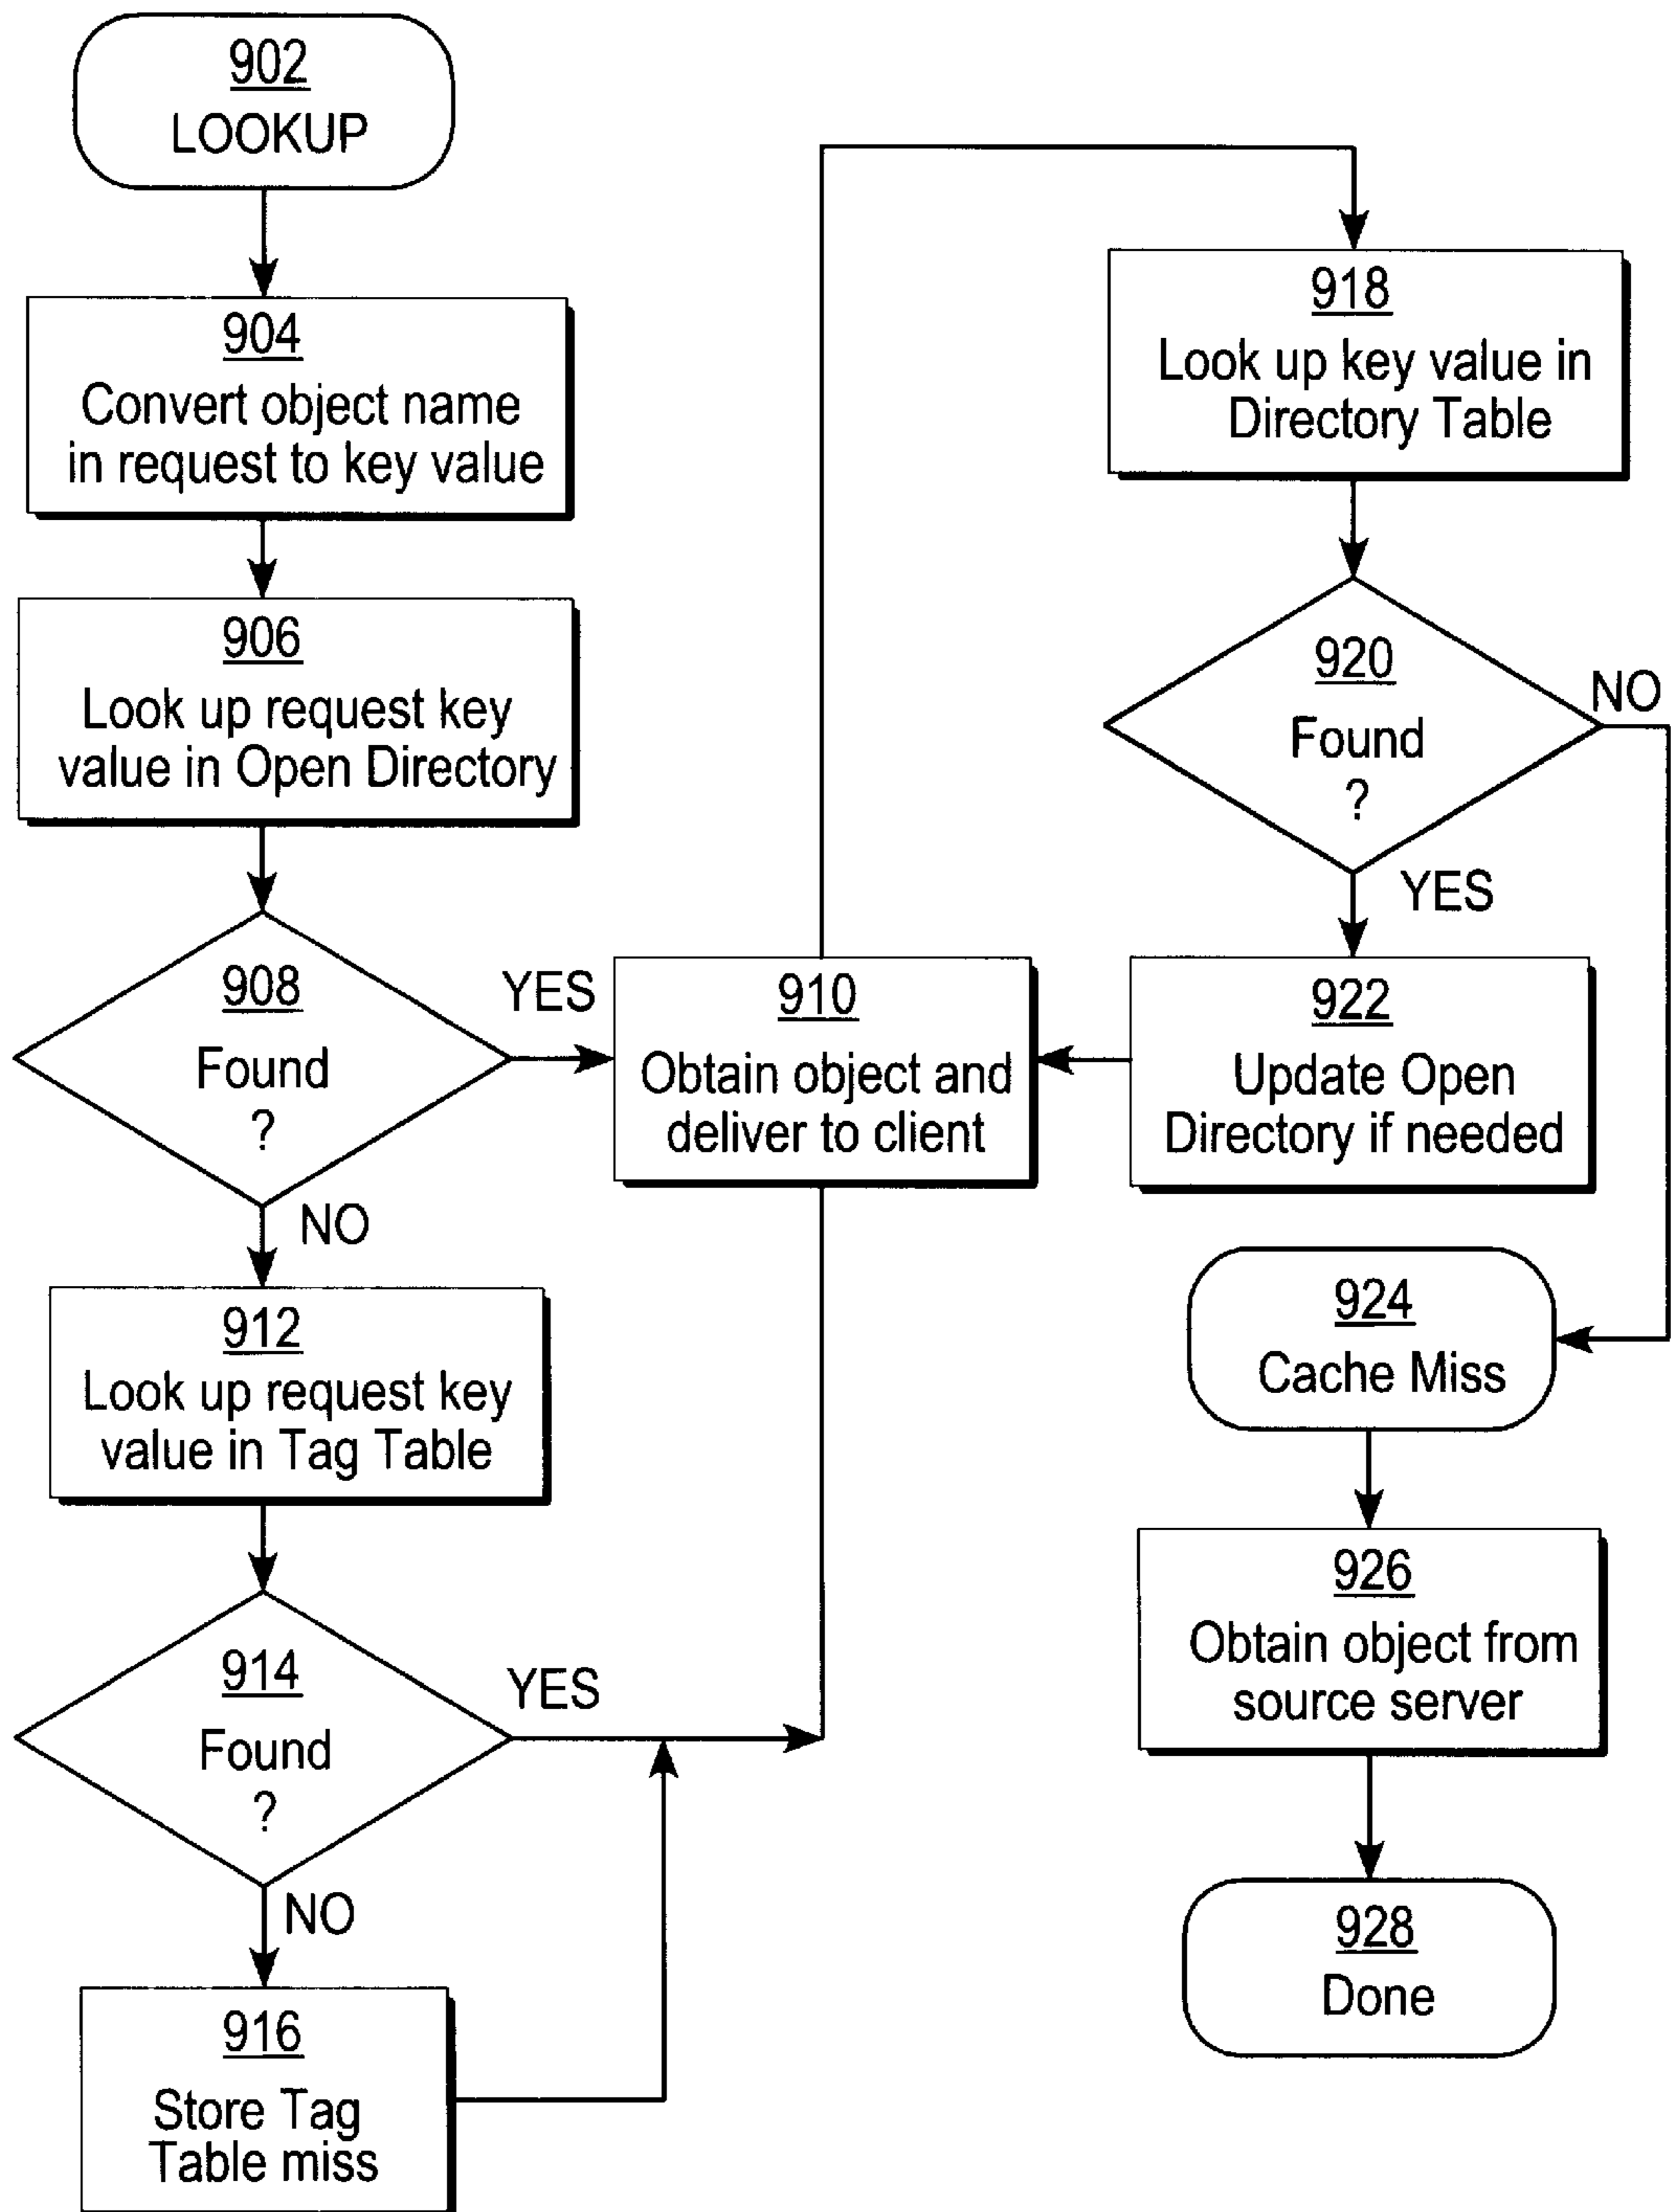 902
LOOKUP
904
Convert object name
in request to key value
906
Look up request key
value in Open Directory
908
Found
?
YES
NO
910
Obtain object and
deliver to client
912
Look up request key
value in Tag Table
914
Found
?
YES
NO
916
Store Tag
Table miss
918
Look up key value in
Directory Table
920
Found
?
NO
YES
922
Update Open
Directory if needed
924
Cache Miss
926
Obtain object from
source server
928
Done